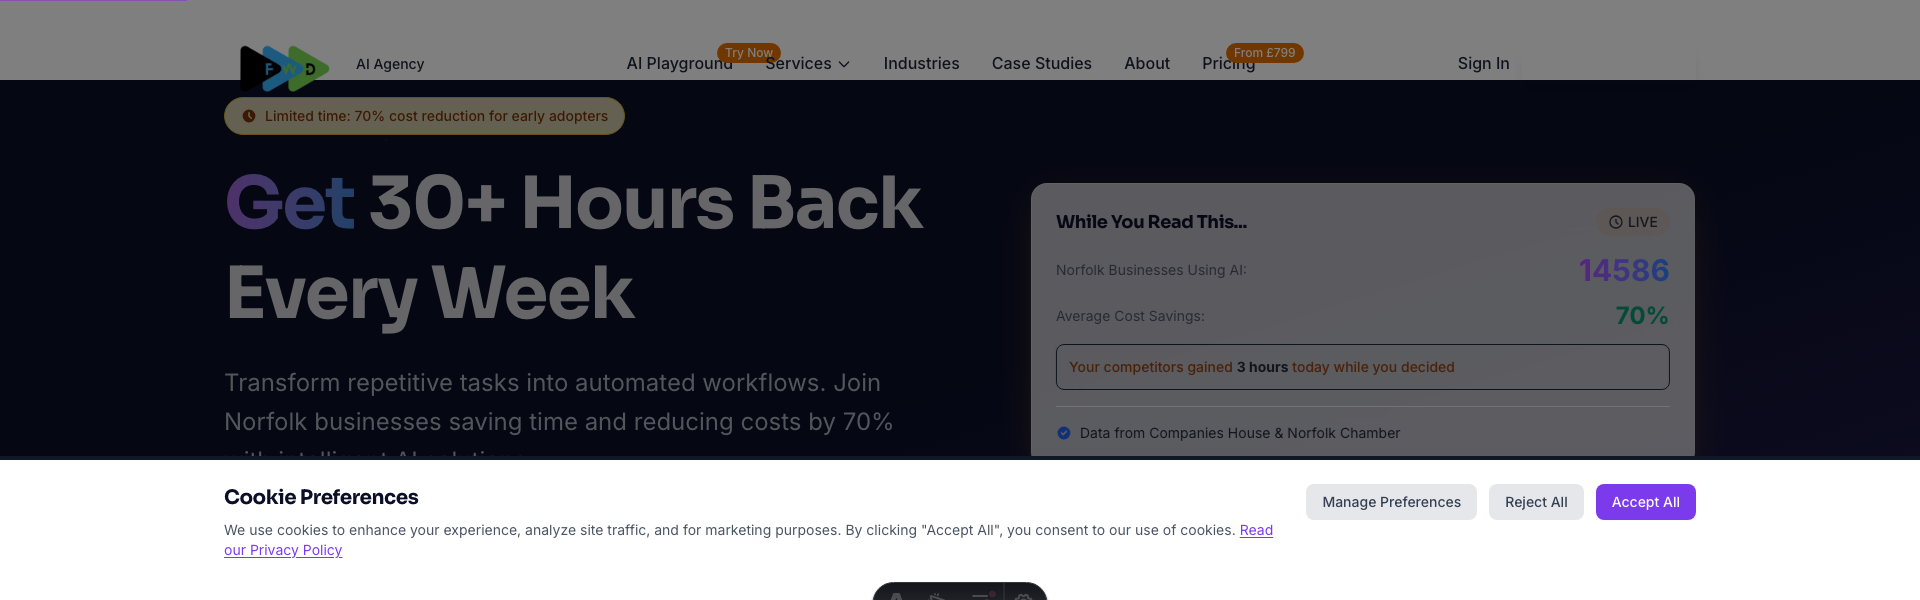 FWD
AI Agency
AI Playground
Try Now
Services
Industries
Case Studies
About
Pricing
From £799
Sign In
Limited time: 70% cost reduction for early adopters
Get 30+ Hours Back
Every Week
Transform repetitive tasks into automated workflows. Join
Norfolk businesses saving time and reducing costs by 70%
While You Read This...
LIVE
Norfolk Businesses Using AI:
14586
Average Cost Savings:
70%
Your competitors gained 3 hours today while you decided
Data from Companies House & Norfolk Chamber
Cookie Preferences
We use cookies to enhance your experience, analyze site traffic, and for marketing purposes. By clicking "Accept All", you consent to our use of cookies. Read
our Privacy Policy
Manage Preferences
Reject All
Accept All